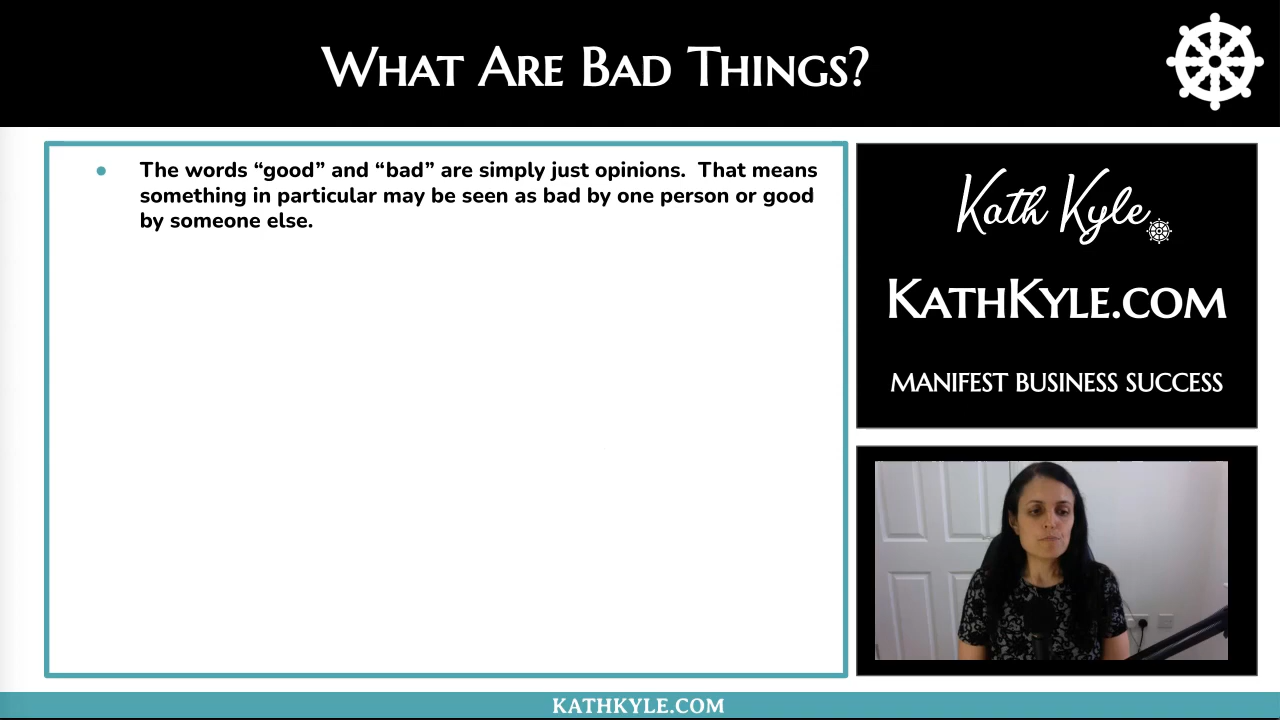 What Are Bad Things?
The words “good” and “bad” are simply just opinions.  That means
something in particular may be seen as bad by one person or good
by someone else.
Kath Kyle
KathKyle.com
Manifest Business Success
KATHKYLE.COM